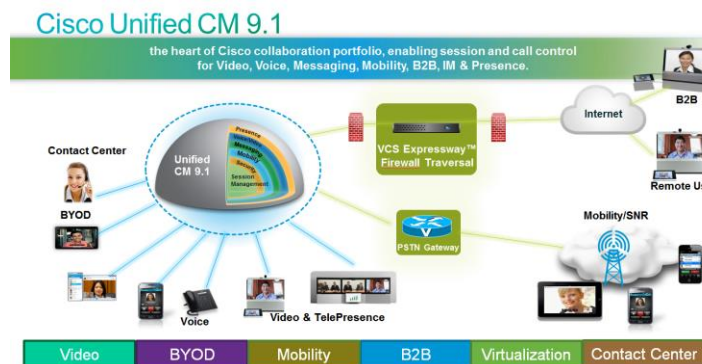 Cisco Unified CM 9.1
the heart of Cisco collaboration portfolio, enabling session and call control
for Video, Voice, Messaging, Mobility, B2B, IM & Presence.
Contact Center
BYOD
Unified
CM 9.1
Presence
Messaging
Mobility
Security
Session
Management
VCS Expressway™
Firewall Traversal
Internet
B2B
Remote Us
PSTN Gateway
Mobility/SNR
Voice
Video & TelePresence
Video
BYOD
Mobility
B2B
Virtualization
Contact Center